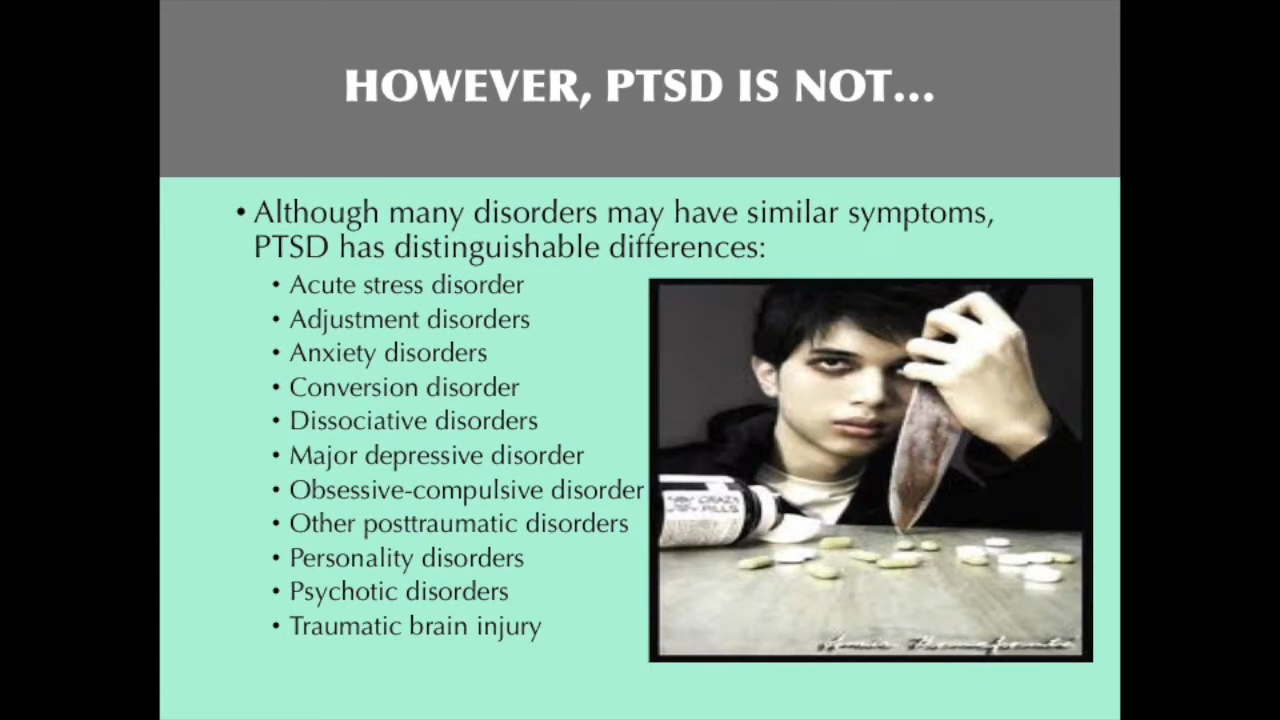 HOWEVER, PTSD IS NOT...
• Although many disorders may have similar symptoms,
PTSD has distinguishable differences:
• Acute stress disorder
• Adjustment disorders
• Anxiety disorders
• Conversion disorder
• Dissociative disorders
• Major depressive disorder
• Obsessive-compulsive disorder
• Other posttraumatic disorders
• Personality disorders
• Psychotic disorders
• Traumatic brain injury
CRAZY
PILLS